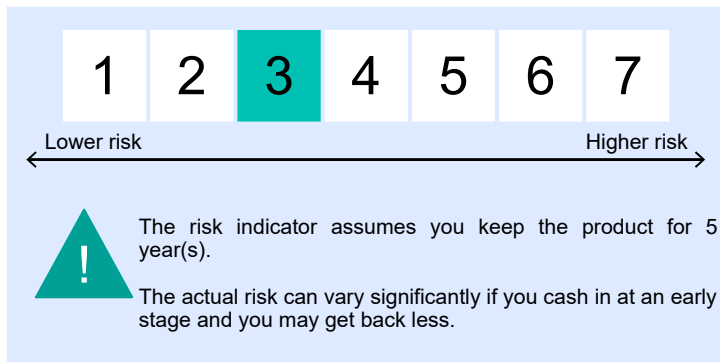 1 2 3 4 5 6 7
Lower risk Higher risk
The risk indicator assumes you keep the product for 5
year(s).
!
The actual risk can vary significantly if you cash in at an early
stage and you may get back less.